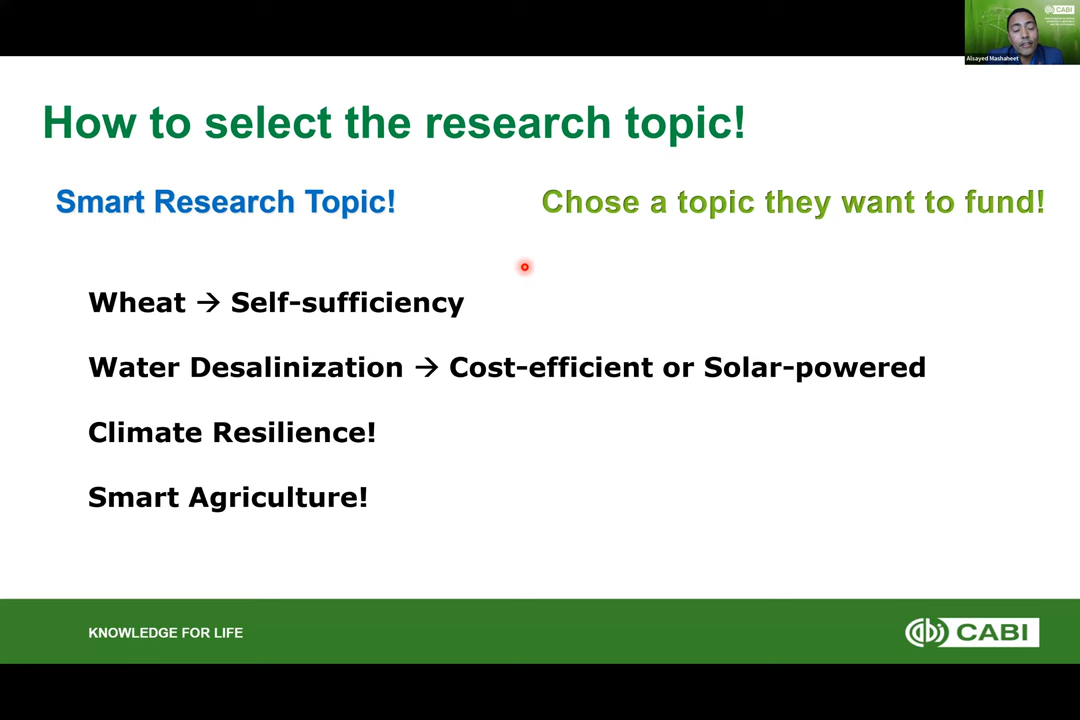 CABI
Alsayed Mashaheet
How to select the research topic!
Smart Research Topic!
Chose a topic they want to fund!
Wheat → Self-sufficiency
Water Desalinization → Cost-efficient or Solar-powered
Climate Resilience!
Smart Agriculture!
KNOWLEDGE FOR LIFE
CABI